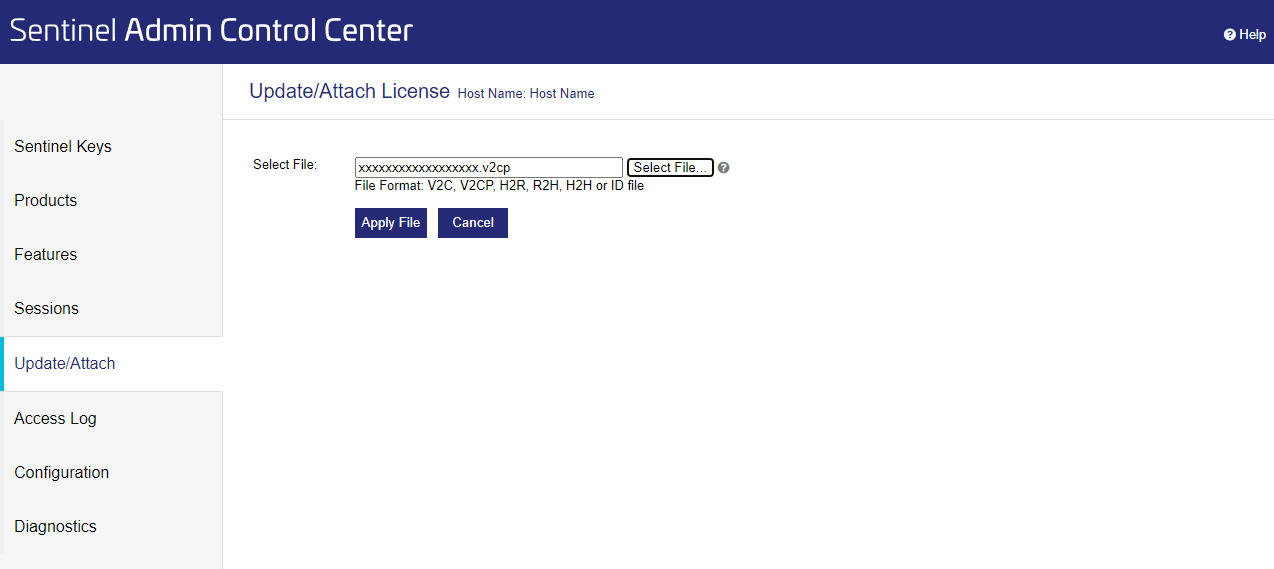 Sentinel Admin Control Center
Help
Update/Attach License Host Name: Host Name
Sentinel Keys
Products
Features
Sessions
Update/Attach
Access Log
Configuration
Diagnostics
Select File: xxxxxxxxxxxxxxxxxx.v2cp Select File...
File Format: V2C, V2CP, H2R, R2H, H2H or ID file
Apply File Cancel